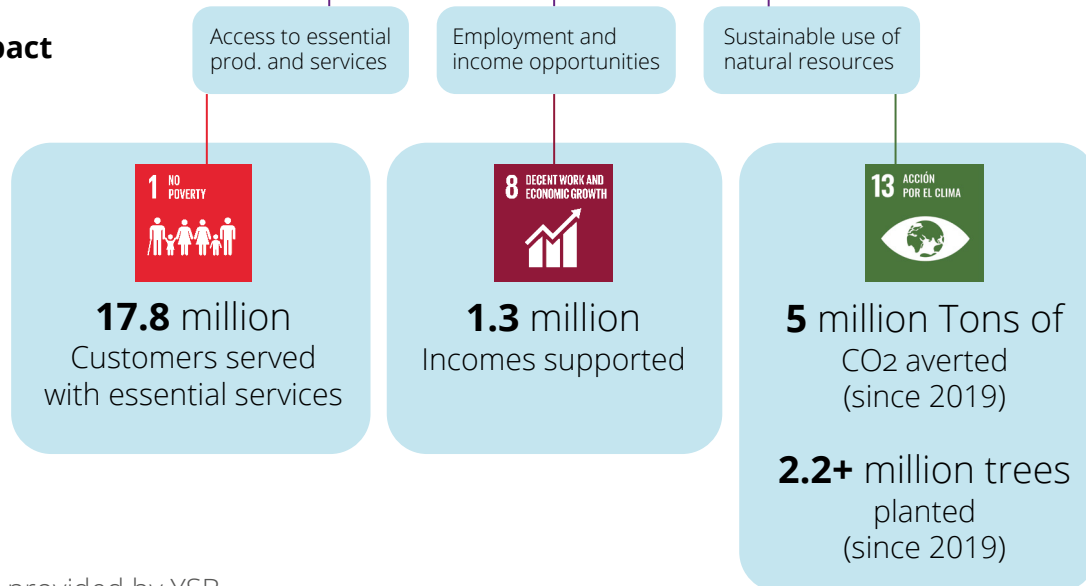 pact
Access to essential
prod. and services
Employment and
income opportunities
Sustainable use of
natural resources
1 NO
POVERTY
8 DECENT WORK AND
ECONOMIC GROWTH
13 ACCIÓN
POR EL CLIMA
17.8 million
Customers served
with essential services
1.3 million
Incomes supported
5 million Tons of
CO2 averted
(since 2019)
2.2+ million trees
planted
(since 2019)
provided by YSB